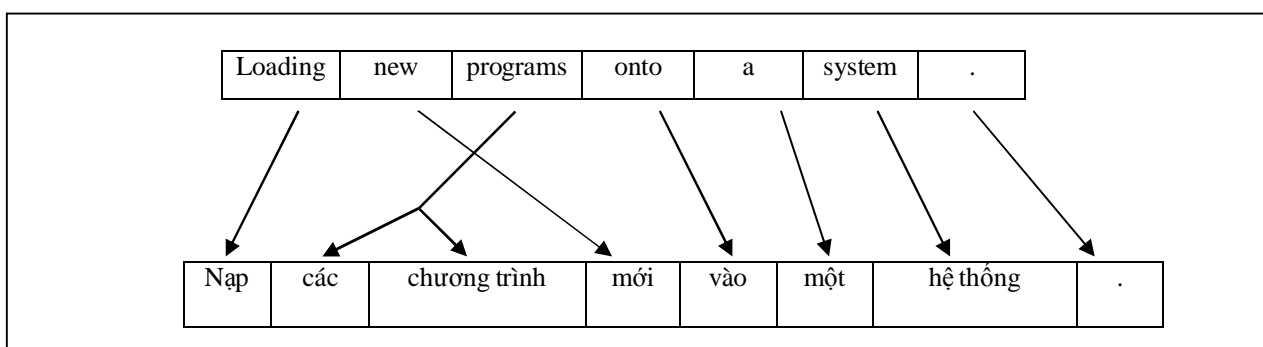 Loading new programs onto a system .
Nạp các chương trình mới vào một hệ thống .